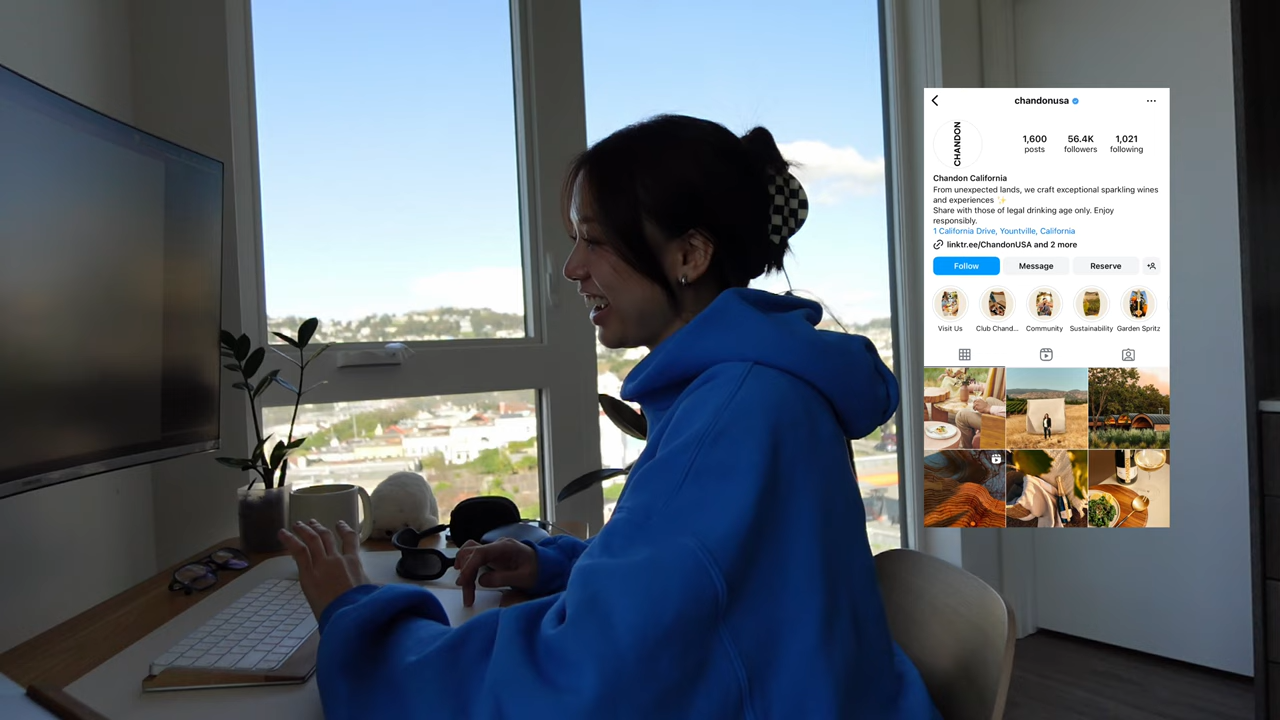 chandonusa
CHANDON
1,600 56.4K 1,021
posts followers following
Chandon California
From unexpected lands, we craft exceptional sparkling wines
and experiences ✨
Share with those of legal drinking age only. Enjoy
responsibly.
1 California Drive, Yountville, California
linktr.ee/ChandonUSA and 2 more
Follow Message Reserve
Visit Us Club Chand... Community Sustainability Garden Spritz